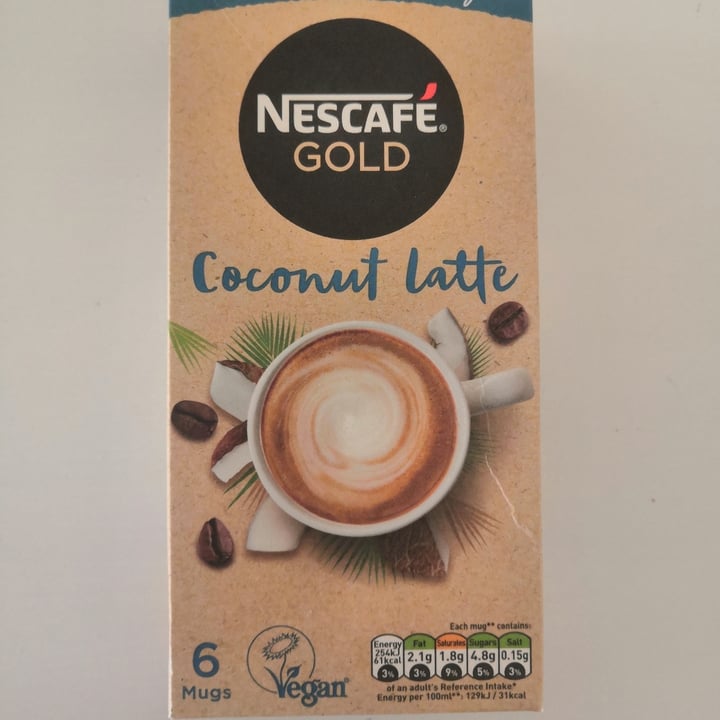 NESCAFÉ®
GOLD
Coconut Latte
6
Mugs
Vegan®
Each mug** contains:
Energy
254kJ
61kcal
3%
Fat
2.1g
3%
Saturates
1.8g
9%
Sugars
4.8g
5%
Salt
0.15g
3%
of an adult's Reference Intake*
Energy per 100ml**: 129kJ / 31kcal